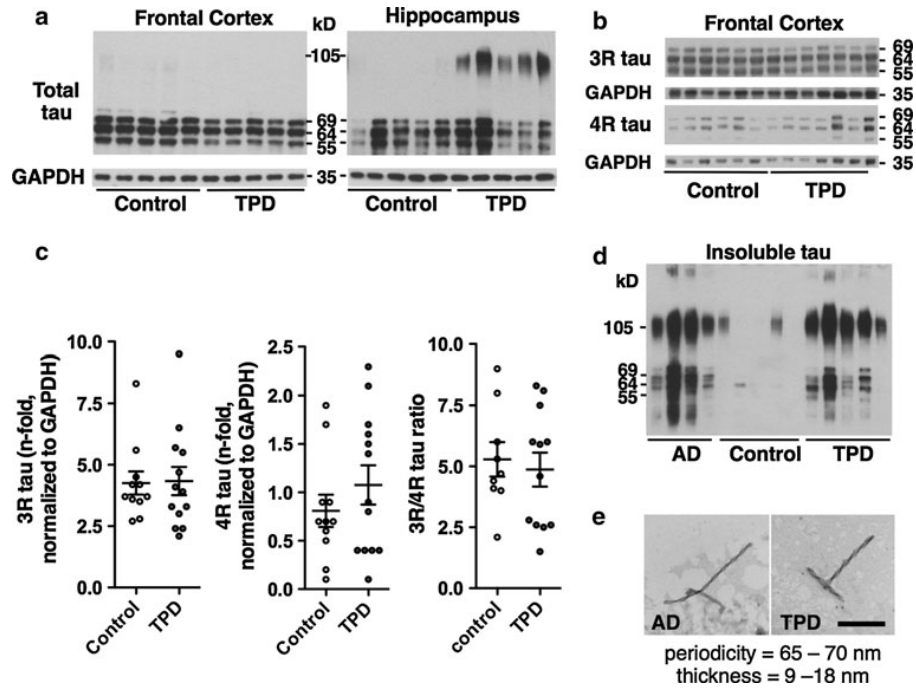 a
Frontal Cortex
kD
Hippocampus
Total tau
105
69
64
55
GAPDH
35
Control
TPD
Control
TPD
b
Frontal Cortex
3R tau
69
64
55
GAPDH
35
4R tau
69
64
55
GAPDH
35
Control
TPD
c
3R tau (n-fold, normalized to GAPDH)
10.0
7.5
5.0
2.5
0.0
Control
TPD
4R tau (n-fold, normalized to GAPDH)
2.5
2.0
1.5
1.0
0.5
0.0
Control
TPD
3R/4R tau ratio
10.0
7.5
5.0
2.5
0.0
Control
TPD
d
Insoluble tau
kD
105
69
64
55
AD
Control
TPD
e
AD
TPD
periodicity = 65 – 70 nm
thickness = 9 –18 nm